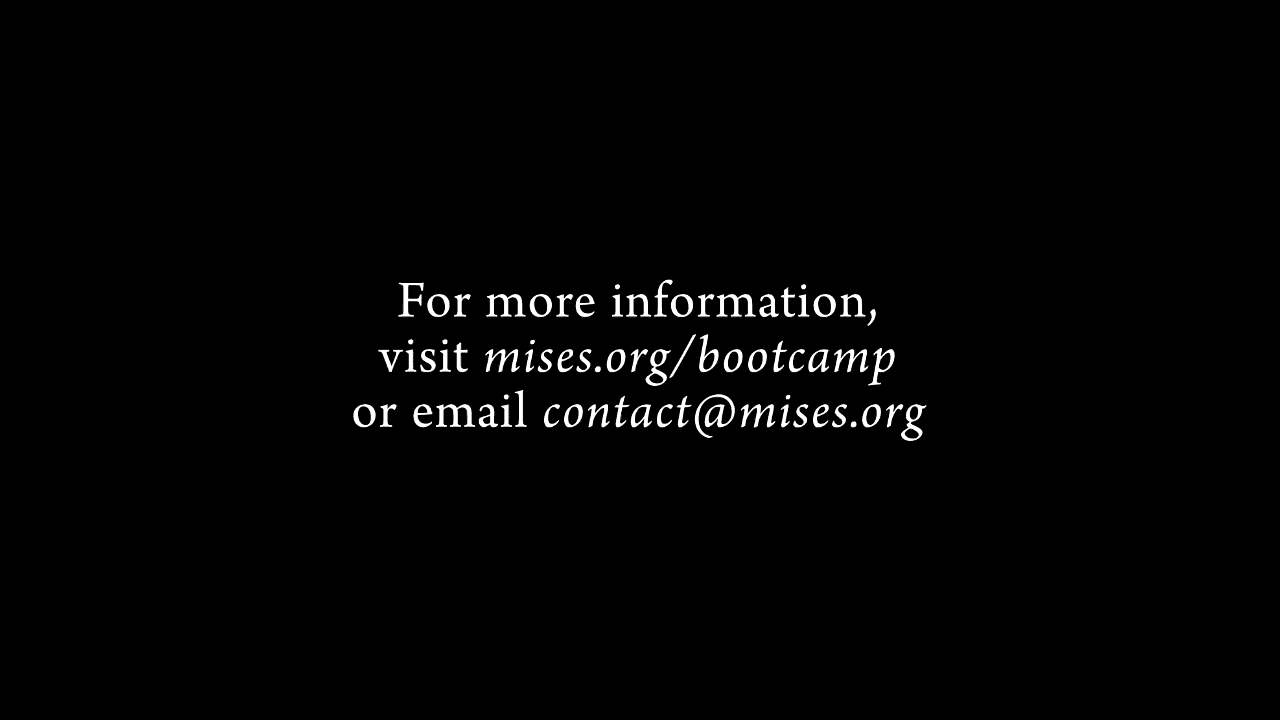 For more information,
visit mises.org/bootcamp
or email contact@mises.org